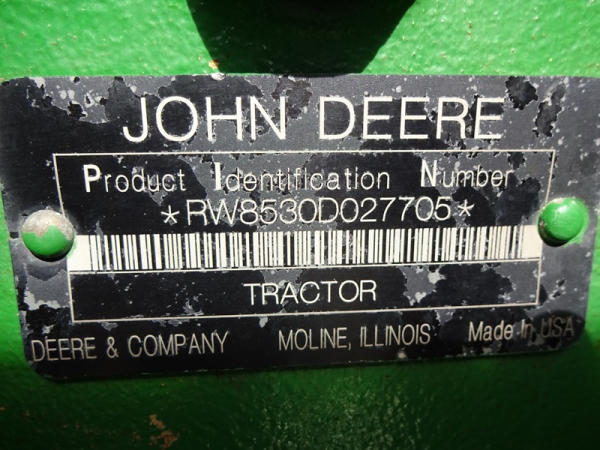 JOHN DEERE
Product Identification Number
*RW8530D027705*
TRACTOR
DEERE & COMPANY MOLINE, ILLINOIS Made In USA